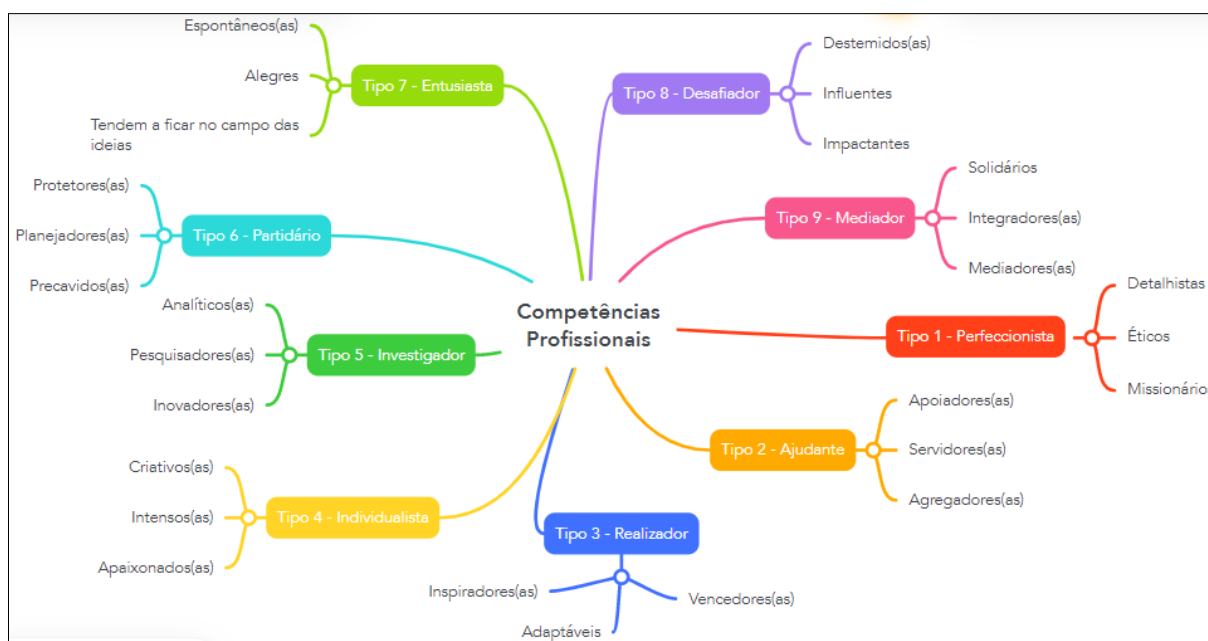 Competências
Profissionais
Tipo 1 - Perfeccionista
Detalhistas
Éticos
Missionário
Tipo 2 - Ajudante
Apoiadores(as)
Servidores(as)
Agregadores(as)
Tipo 3 - Realizador
Inspiradores(as)
Adaptáveis
Vencedores(as)
Tipo 4 - Individualista
Criativos(as)
Intensos(as)
Apaixonados(as)
Tipo 5 - Investigador
Analíticos(as)
Pesquisadores(as)
Inovadores(as)
Tipo 6 - Partidário
Protetores(as)
Planejadores(as)
Precavidos(as)
Tipo 7 - Entusiasta
Espontâneos(as)
Alegres
Tendem a ficar no campo das
ideias
Tipo 8 - Desafiador
Destemidos(as)
Influentes
Impactantes
Tipo 9 - Mediador
Solidários
Integradores(as)
Mediadores(as)